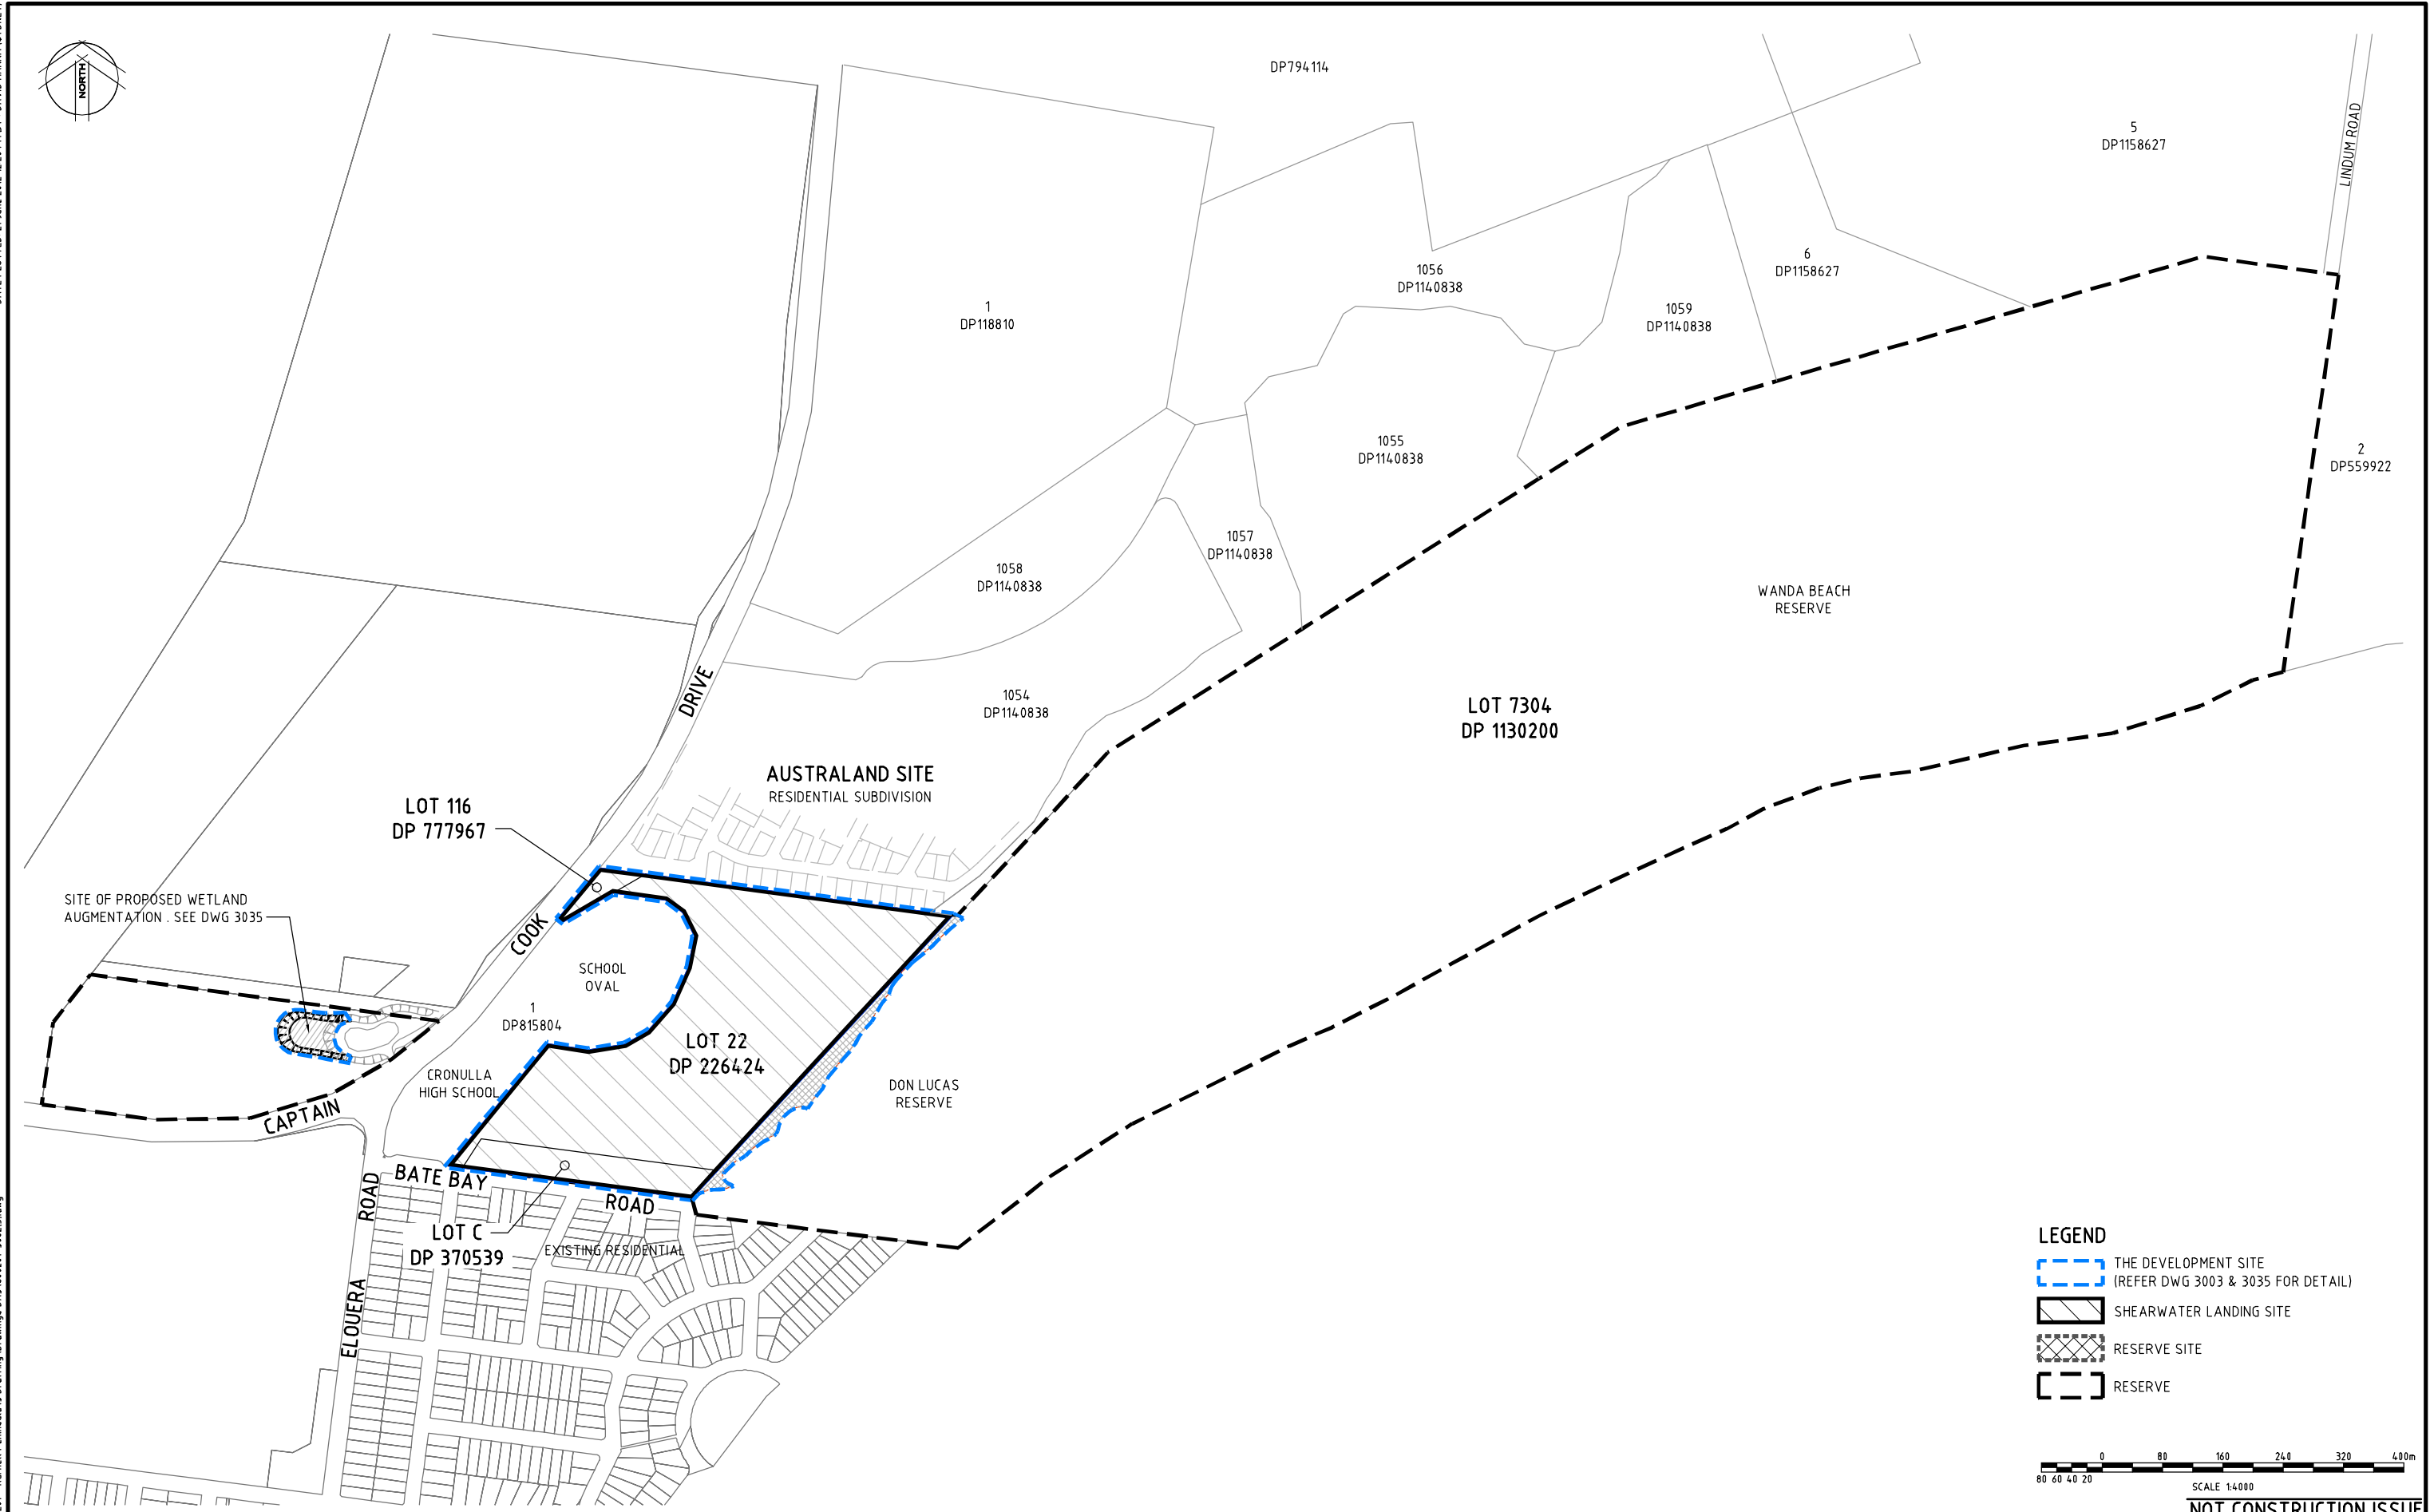 NORTH
DP794114
5
DP1158627
LINDUM ROAD
6
DP1158627
1056
DP1140838
1059
DP1140838
1
DP118810
1055
DP1140838
2
DP559922
1057
DP1140838
1058
DP1140838
WANDA BEACH
RESERVE
1054
DP1140838
LOT 7304
DP 1130200
DRIVE
AUSTRALAND SITE
RESIDENTIAL SUBDIVISION
LOT 116
DP 777967
SITE OF PROPOSED WETLAND
AUGMENTATION . SEE DWG 3035
COOK
SCHOOL
OVAL
1
DP815804
LOT 22
DP 226424
CRONULLA
HIGH SCHOOL
DON LUCAS
RESERVE
CAPTAIN
BATE BAY
ROAD
ROAD
LOT C
DP 370539
EXISTING RESIDENTIAL
ELOUERA
LEGEND
THE DEVELOPMENT SITE
(REFER DWG 3003 & 3035 FOR DETAIL)
SHEARWATER LANDING SITE
RESERVE SITE
RESERVE
0 80 160 240 320 400m
80 60 40 20
SCALE 1:4000
NOT CONSTRUCTION ISSUE